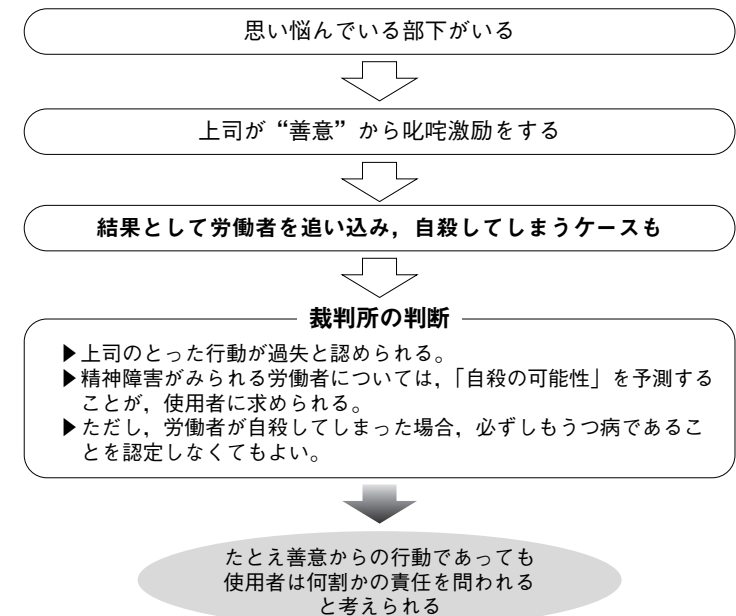 思い悩んでいる部下がいる
上司が“善意”から叱咤激励をする
結果として労働者を追い込み，自殺してしまうケースも
裁判所の判断
▶上司のとった行動が過失と認められる。
▶精神障害がみられる労働者については，「自殺の可能性」を予測する
ことが，使用者に求められる。
▶ただし，労働者が自殺してしまった場合，必ずしもうつ病であるこ
とを認定しなくてもよい。
たとえ善意からの行動であっても
使用者は何割かの責任を問われる
と考えられる